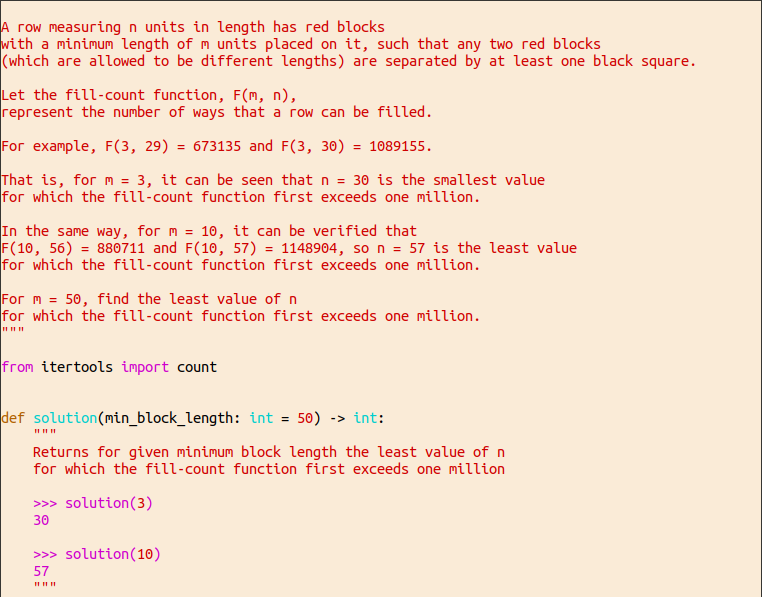 A row measuring n units in length has red blocks
with a minimum length of m units placed on it, such that any two red blocks
(which are allowed to be different lengths) are separated by at least one black square.

Let the fill-count function, F(m, n),
represent the number of ways that a row can be filled.

For example, F(3, 29) = 673135 and F(3, 30) = 1089155.

That is, for m = 3, it can be seen that n = 30 is the smallest value
for which the fill-count function first exceeds one million.

In the same way, for m = 10, it can be verified that
F(10, 56) = 880711 and F(10, 57) = 1148904, so n = 57 is the least value
for which the fill-count function first exceeds one million.

For m = 50, find the least value of n
for which the fill-count function first exceeds one million.
"""

from itertools import count


def solution(min_block_length: int = 50) -> int:
    """
    Returns for given minimum block length the least value of n
    for which the fill-count function first exceeds one million

    >>> solution(3)
    30

    >>> solution(10)
    57
    """